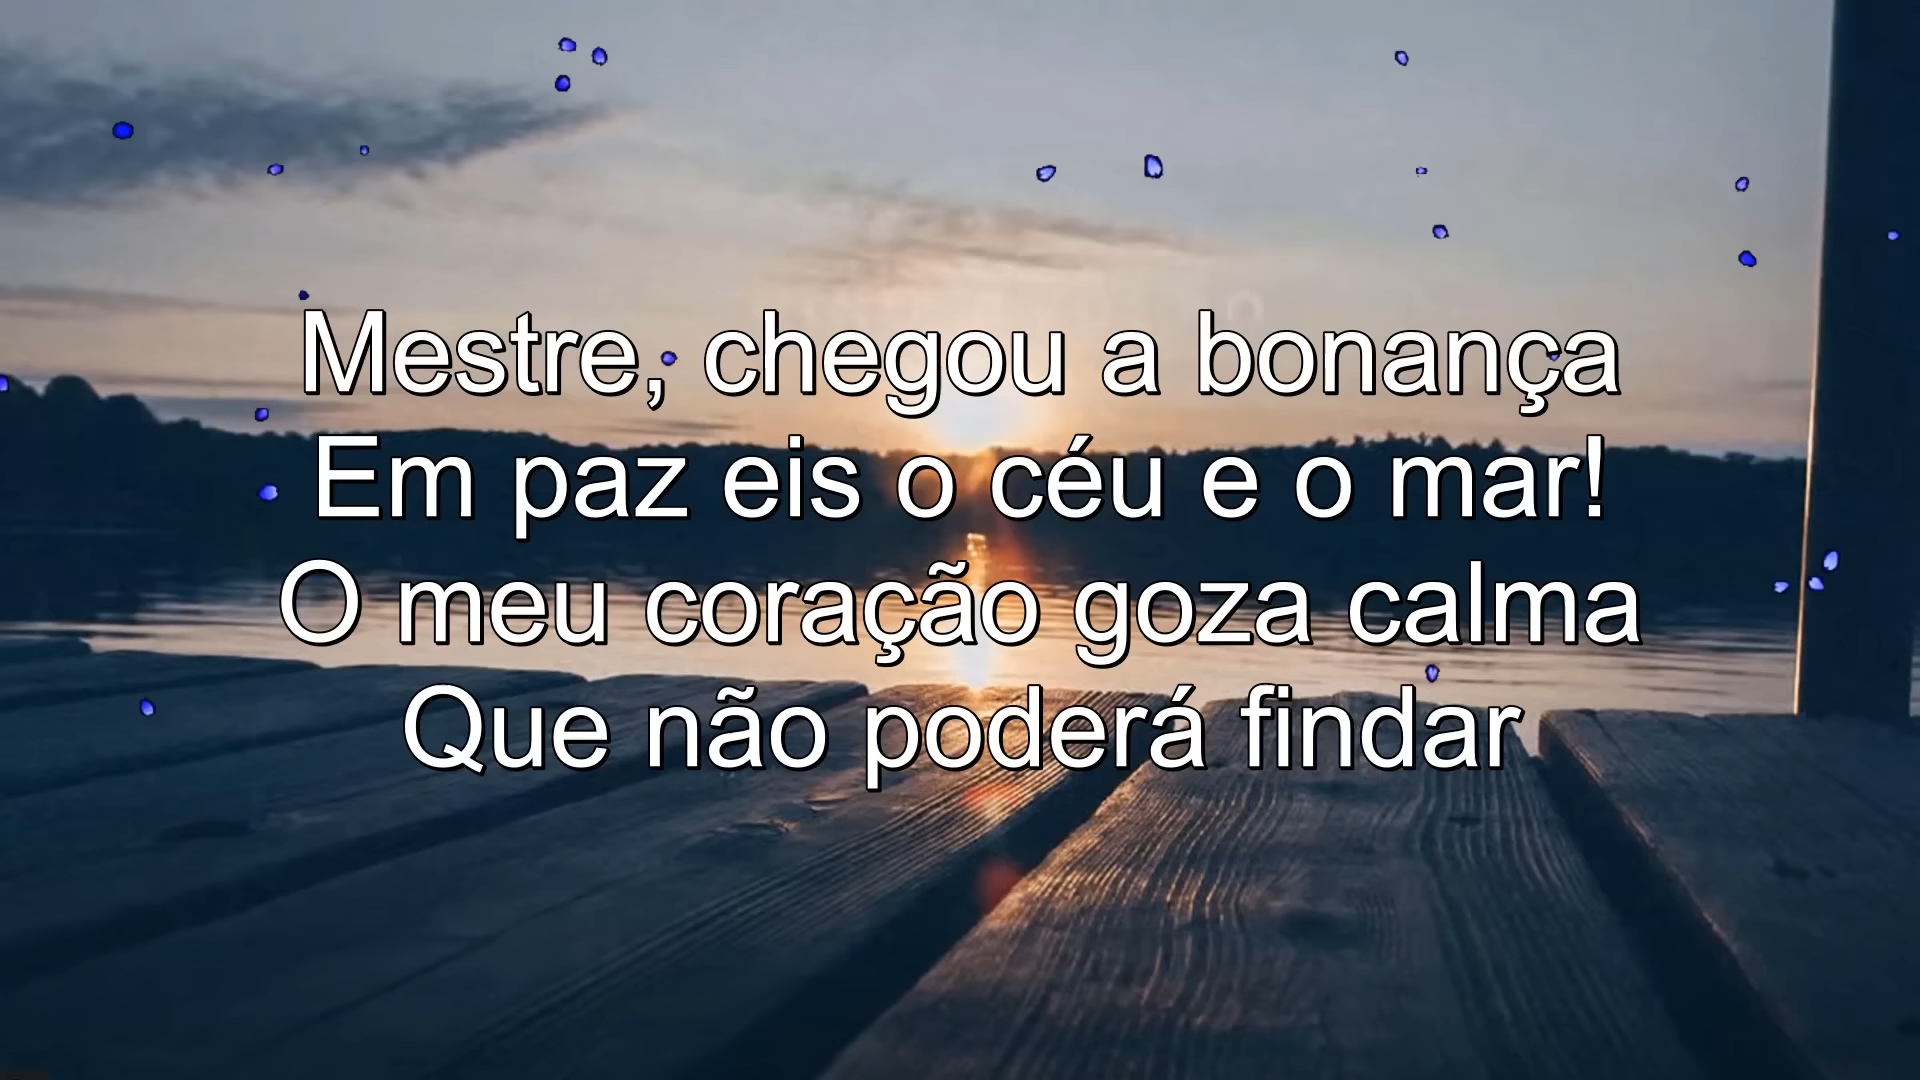 Mestre, chegou a bonança
Em paz eis o céu e o mar!
O meu coração goza calma
Que não poderá findar